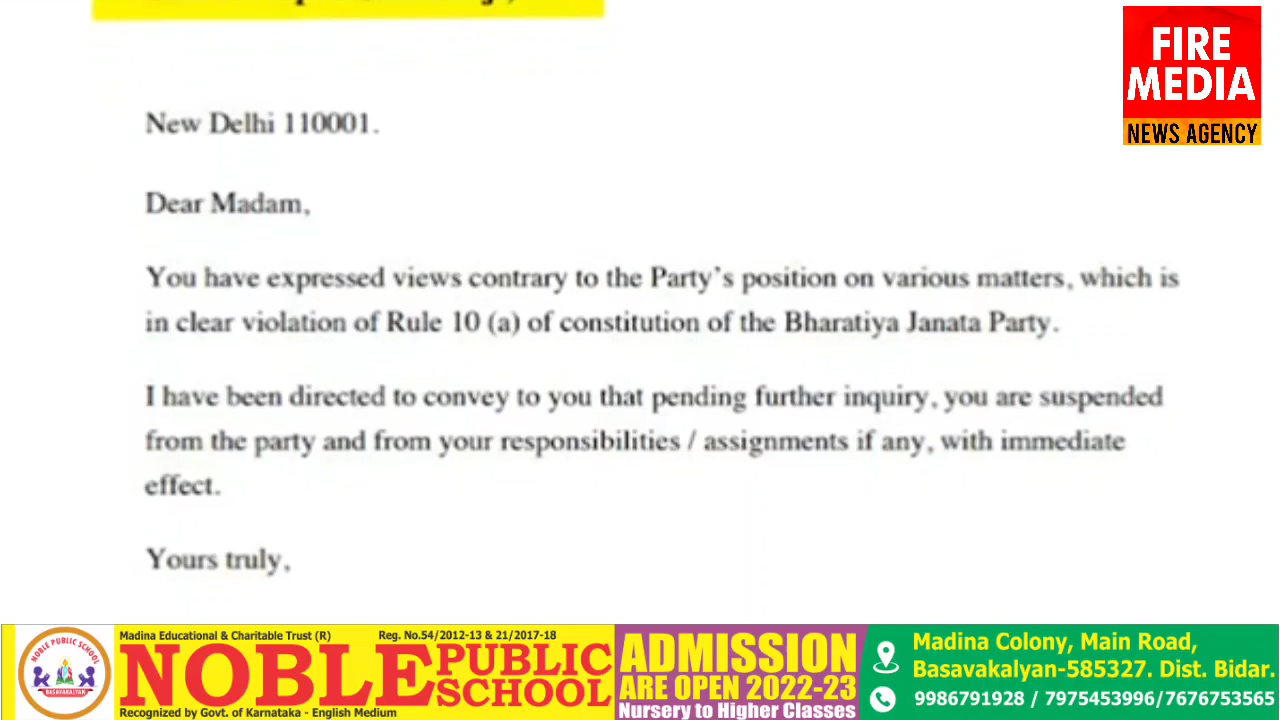 FIRE
MEDIA
NEWS AGENCY
New Delhi 110001.
Dear Madam,
You have expressed views contrary to the Party's position on various matters, which is
in clear violation of Rule 10 (a) of constitution of the Bharatiya Janata Party.
I have been directed to convey to you that pending further inquiry, you are suspended
from the party and from your responsibilities / assignments if any, with immediate
effect.
Yours truly,
NOBLE PUBLIC SCHOOL
BASAVAKALYAN
Madina Educational & Charitable Trust (R) Reg. No.54/2012-13 & 21/2017-18
NOBLE PUBLIC
SCHOOL
Recognized by Govt. of Karnataka - English Medium
ADMISSION
ARE OPEN 2022-23
Nursery to Higher Classes
Madina Colony, Main Road,
Basavakalyan-585327. Dist. Bidar.
9986791928 / 7975453996/7676753565